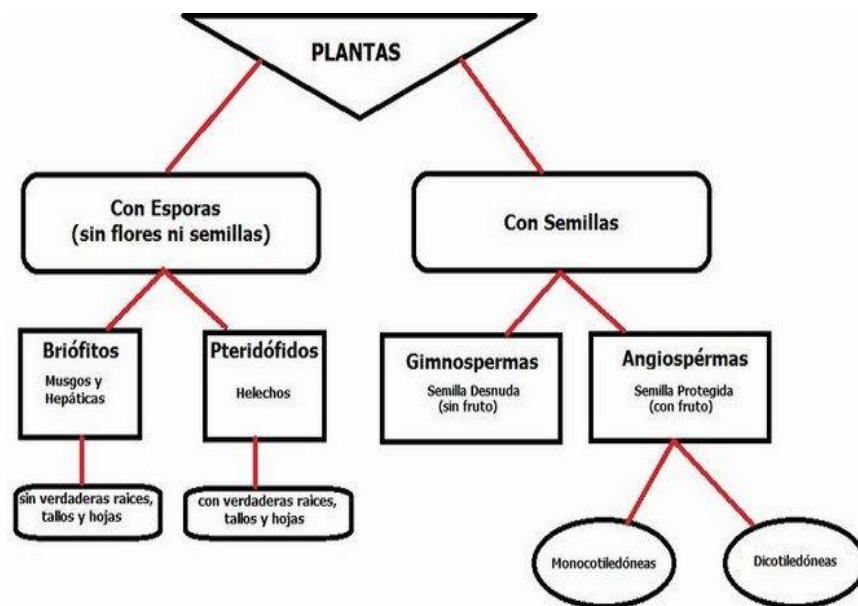 PLANTAS
Con Esporas
(sin flores ni semillas)
Con Semillas
Briófitos
Musgos y
Hepáticas
Pteridófidos
Helechos
Gimnospermas
Semilla Desnuda
(sin fruto)
Angiospérmas
Semilla Protegida
(con fruto)
sin verdaderas raices,
tallos y hojas
con verdaderas raices,
tallos y hojas
Monocotiledóneas
Dicotiledóneas